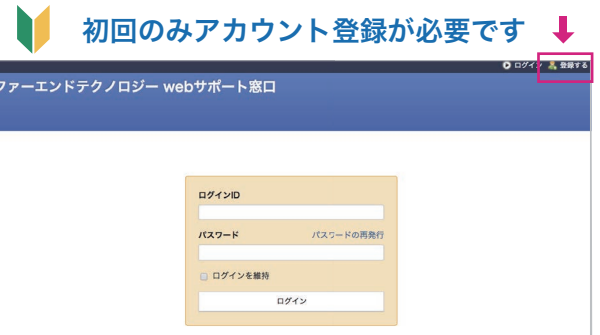 初回のみアカウント登録が必要です
ログイン 登録する
ファーエンドテクノロジー webサポート窓口
ログインID
パスワード パスワードの再発行
ログインを維持
ログイン